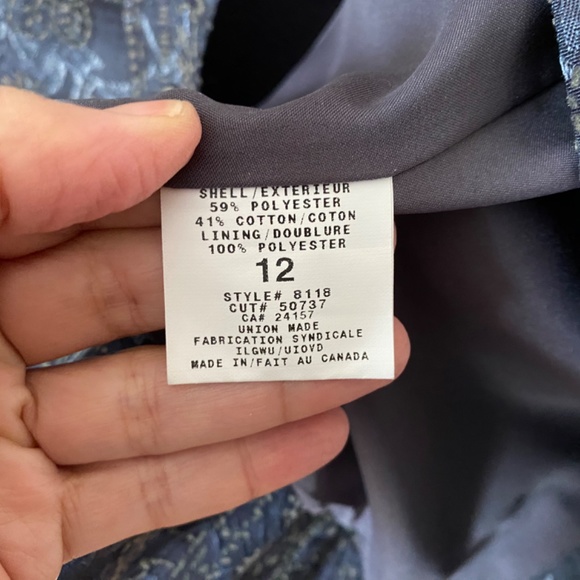 SHELL/EXTERIEUR
59% POLYESTER
41% COTTON/COTON
LINING/DOUBLURE
100% POLYESTER
12
STYLE# 8118
CUT# 50737
CA# 24157
UNION MADE
FABRICATION SYNDICALE
ILGWU/UIOVD
MADE IN/FAIT AU CANADA